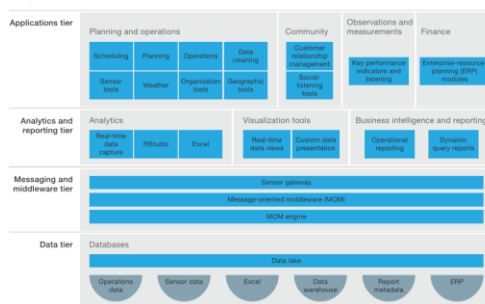 Applications tier
Planning and operations
Community
Observations and
measurements
Finance
Scheduling
Planning
Operations
Data
cleaning
Sensor
tools
Weather
Organization
tools
Geographic
tools
Customer
relationship
management
Social-
listening
tools
Key performance
indicators and
listening
Enterprise-resource
planning (ERP)
modules
Analytics and
reporting tier
Analytics
Visualization tools
Business intelligence and reporting
Real-time
data
capture
RStudio
Excel
Real-time
data views
Custom data
presentation
Operational
reporting
Dynamic
query reports
Messaging and
middleware tier
Sensor gateway
Message-oriented middleware (MOM)
MOM engine
Data tier
Databases
Data lake
Operations
data
Sensor data
Excel
Data
warehouse
Report
metadata
ERP